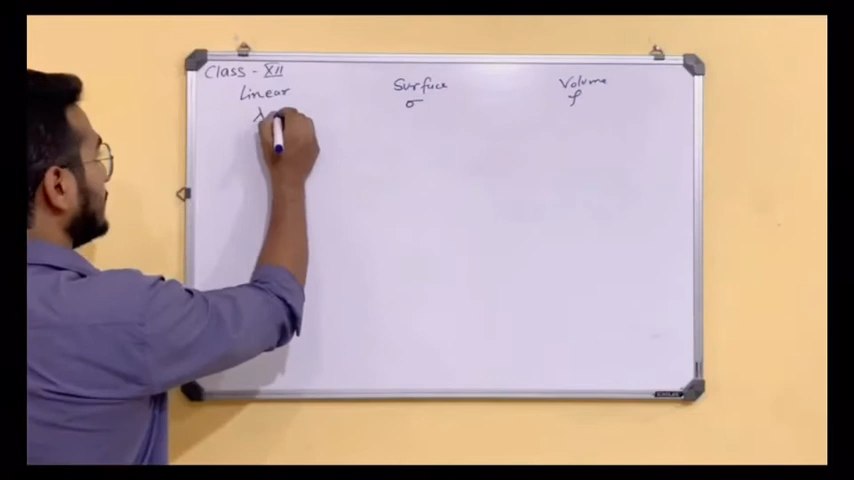 Class - XII
Linear Surface Volume
λ σ ρ